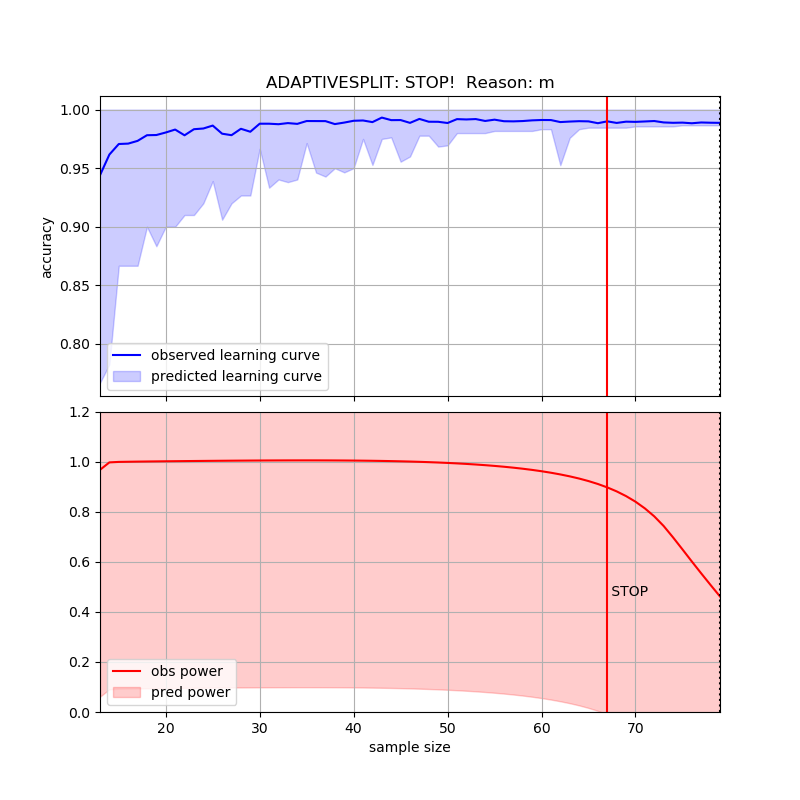 ADAPTIVESPLIT: STOP!  Reason: m
1.00
0.95
0.90
0.85
0.80
accuracy
observed learning curve
predicted learning curve
1.2
1.0
0.8
0.6
0.4
0.2
0.0
STOP
obs power
pred power
20 30 40 50 60 70
sample size